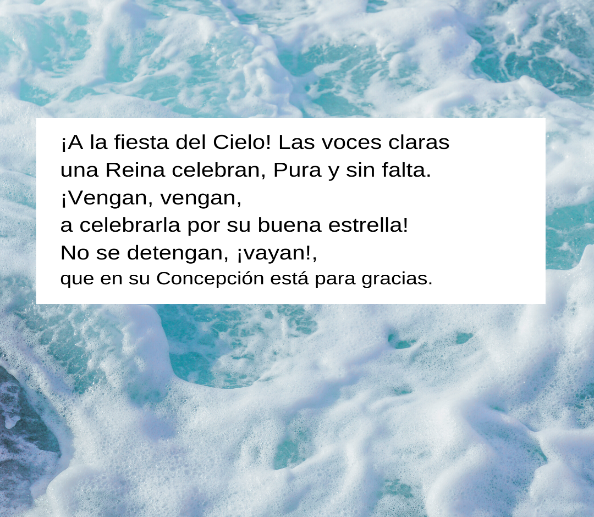 ¡A la fiesta del Cielo! Las voces claras
una Reina celebran, Pura y sin falta.
¡Vengan, vengan,
a celebrarla por su buena estrella!
No se detengan, ¡vayan!,
que en su Concepción está para gracias.